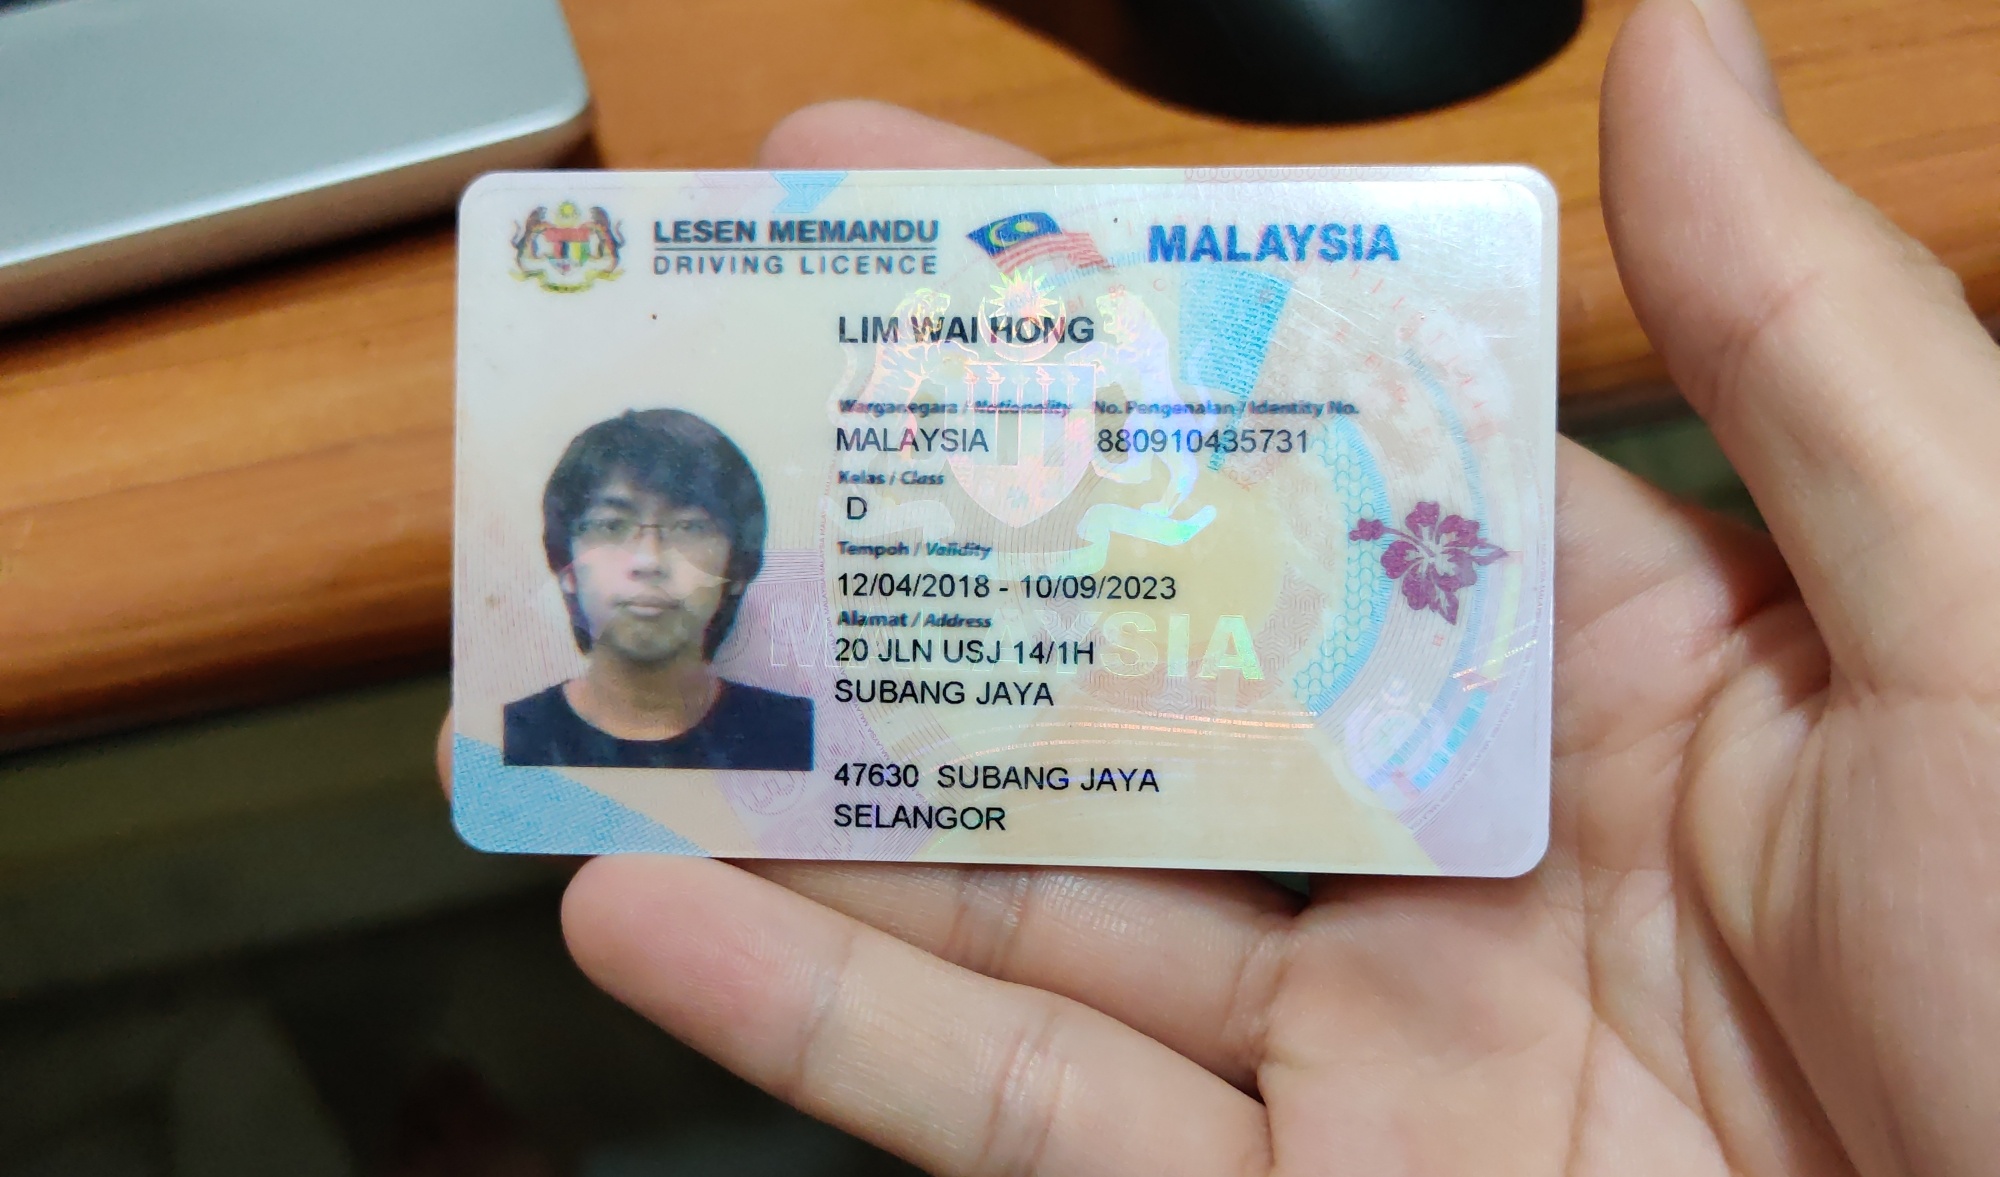 LESEN MEMANDU
DRIVING LICENCE
MALAYSIA
LIM WAI HONG
Warganegara / Nationality No. Pengenalan / Identity No.
MALAYSIA 880910435731
Kelas / Class
D
Tempoh / Validity
12/04/2018 - 10/09/2023
Alamat / Address
20 JLN USJ 14/1H
SUBANG JAYA
47630 SUBANG JAYA
SELANGOR
MALAYSIA